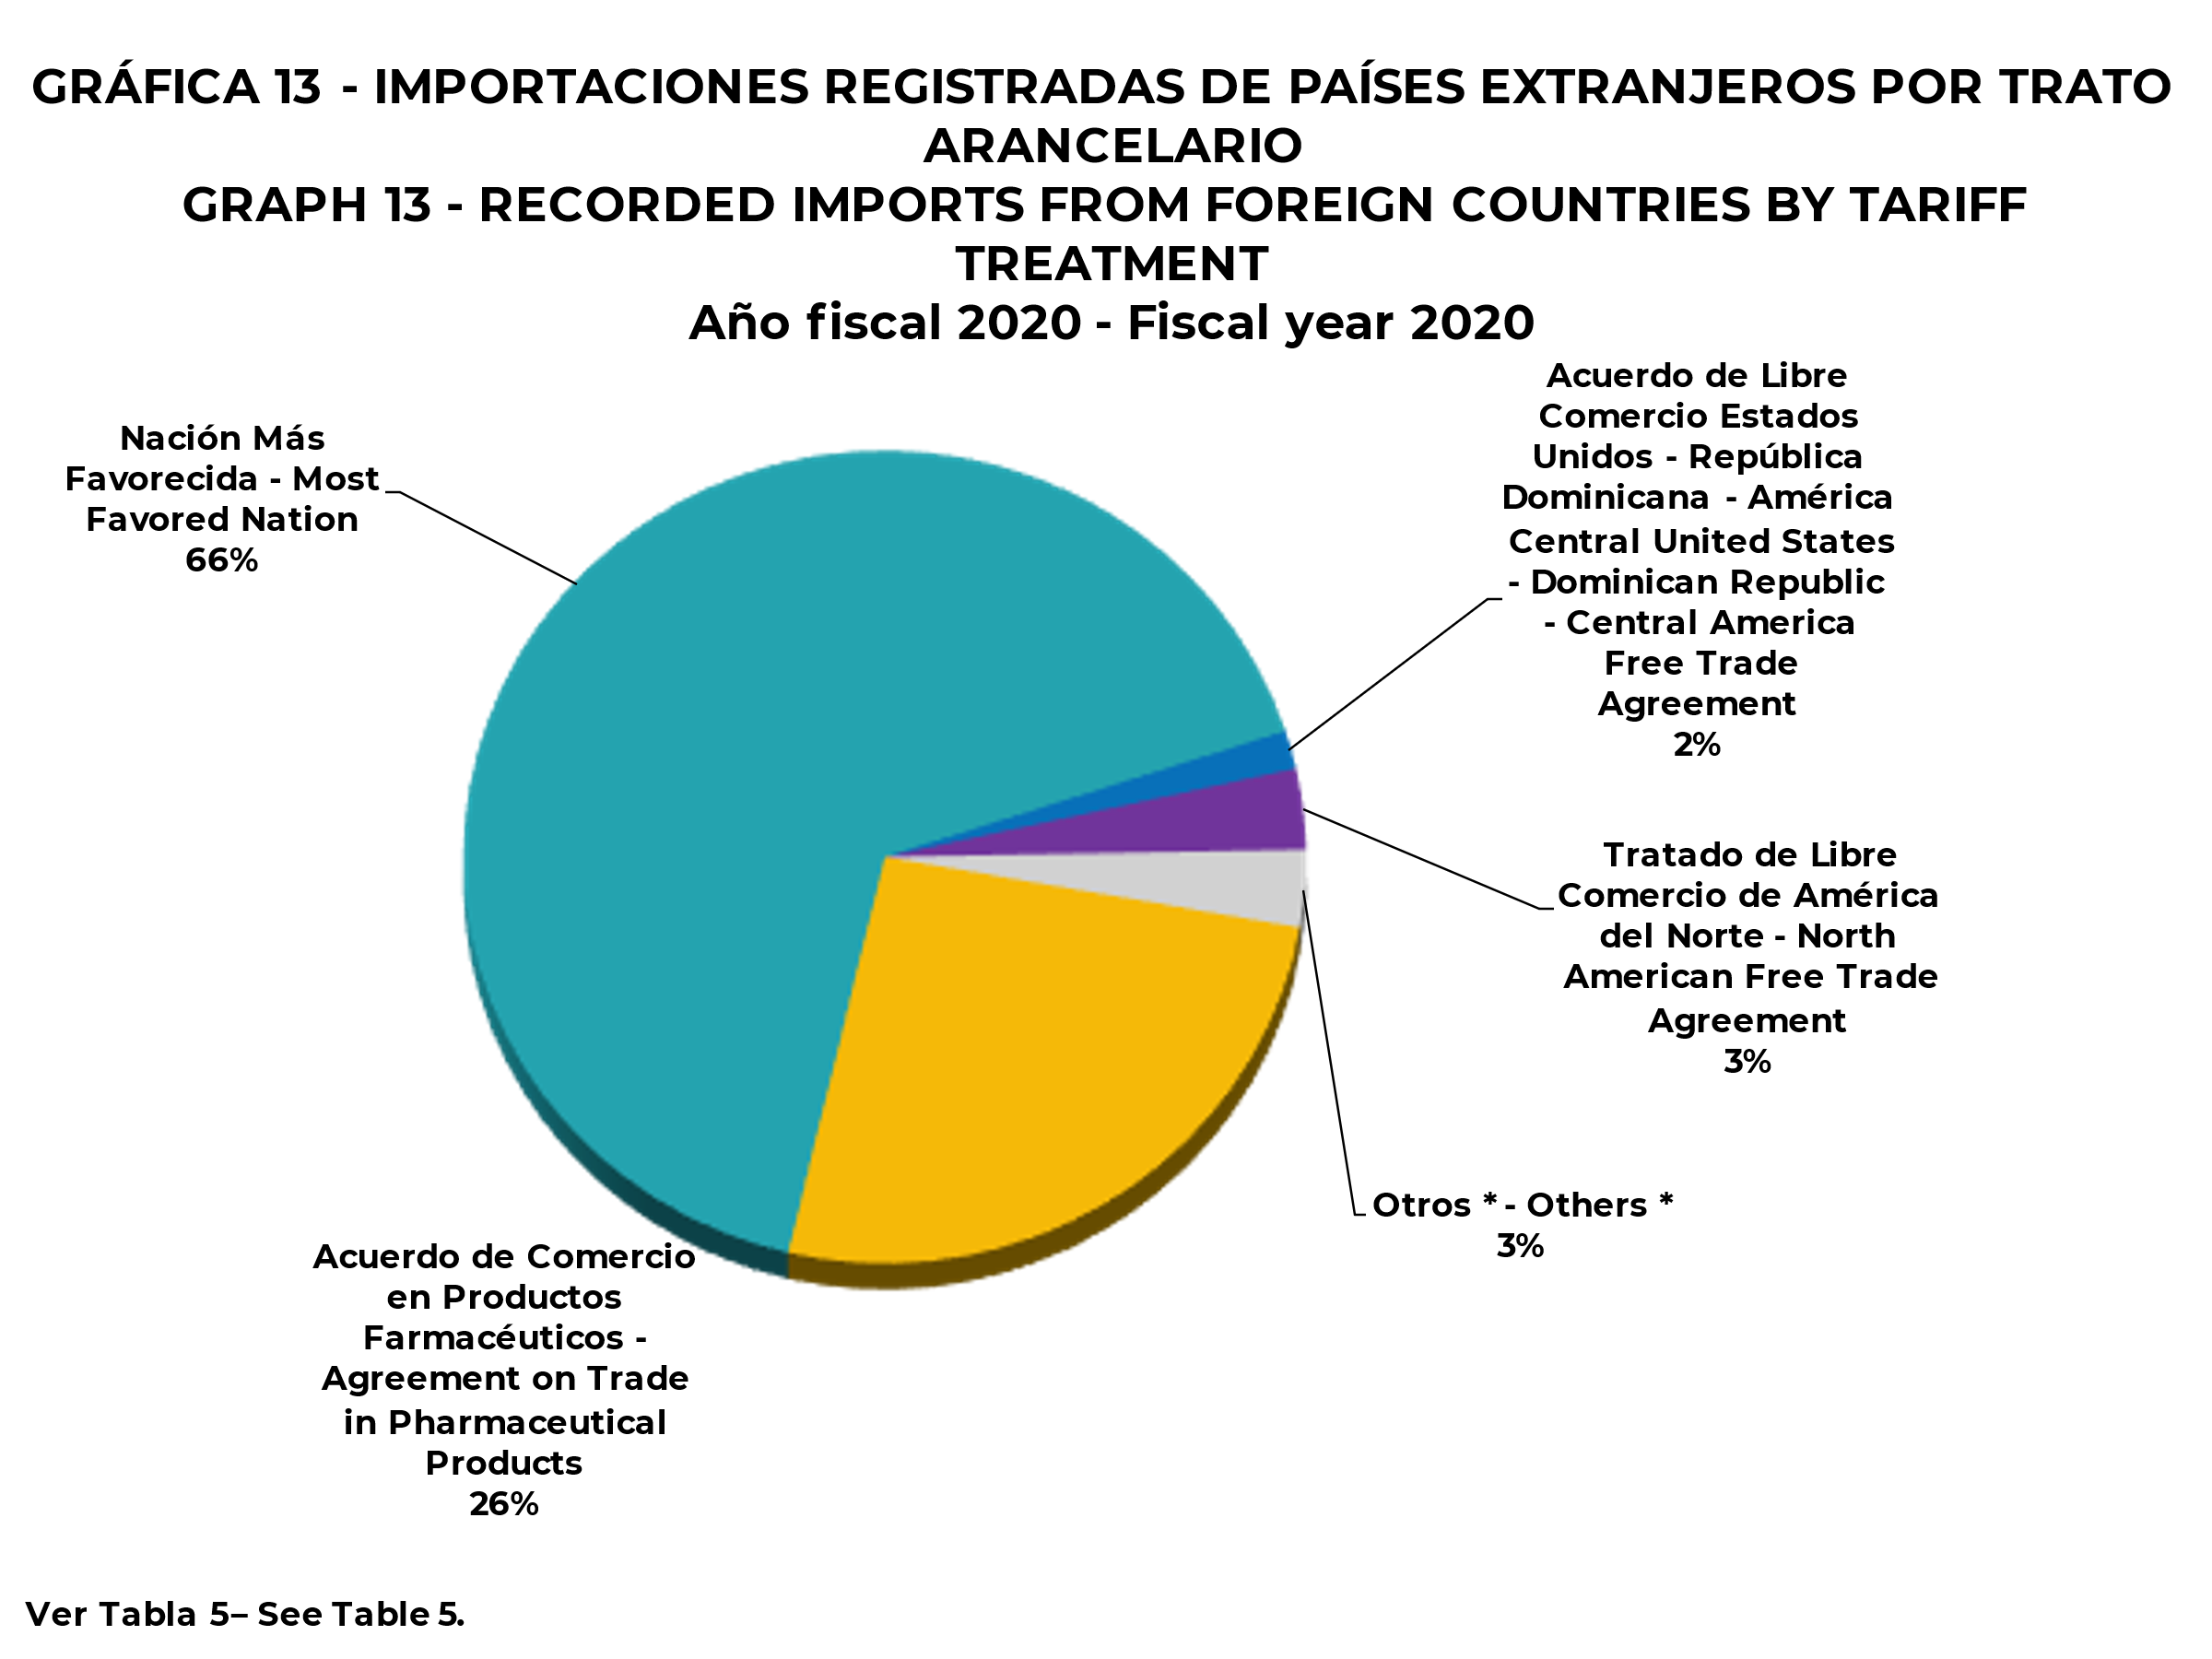 GRÁFICA 13 - IMPORTACIONES REGISTRADAS DE PAÍSES EXTRANJEROS POR TRATO
ARANCELARIO
GRAPH 13 - RECORDED IMPORTS FROM FOREIGN COUNTRIES BY TARIFF
TREATMENT
Año fiscal 2020 - Fiscal year 2020
Nación Más
Favorecida - Most
Favored Nation
66%
Acuerdo de Libre
Comercio Estados
Unidos - República
Dominicana - América
Central United States
- Dominican Republic
- Central America
Free Trade
Agreement
2%
Tratado de Libre
Comercio de América
del Norte - North
American Free Trade
Agreement
3%
Otros * - Others *
3%
Acuerdo de Comercio
en Productos
Farmacéuticos -
Agreement on Trade
in Pharmaceutical
Products
26%
Ver Tabla 5– See Table 5.